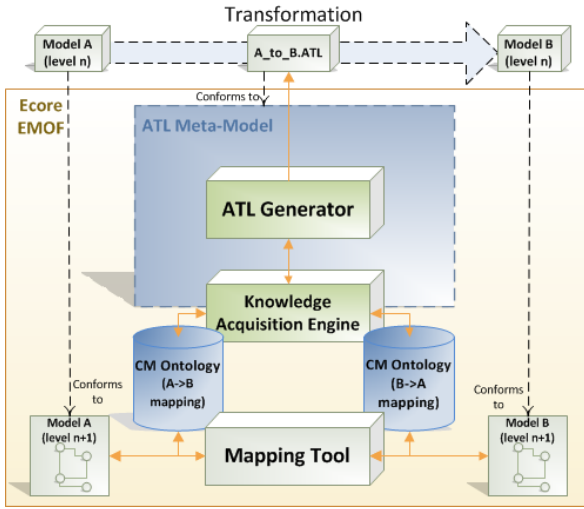 Transformation
Model A
(level n)
A_to_B.ATL
Model B
(level n)
Conforms to
Ecore
EMOF
ATL Meta-Model
ATL Generator
Knowledge
Acquisition Engine
CM Ontology
(A->B
mapping)
CM Ontology
(B->A
mapping)
Conforms
to
Conforms
to
Model A
(level n+1)
Mapping Tool
Model B
(level n+1)